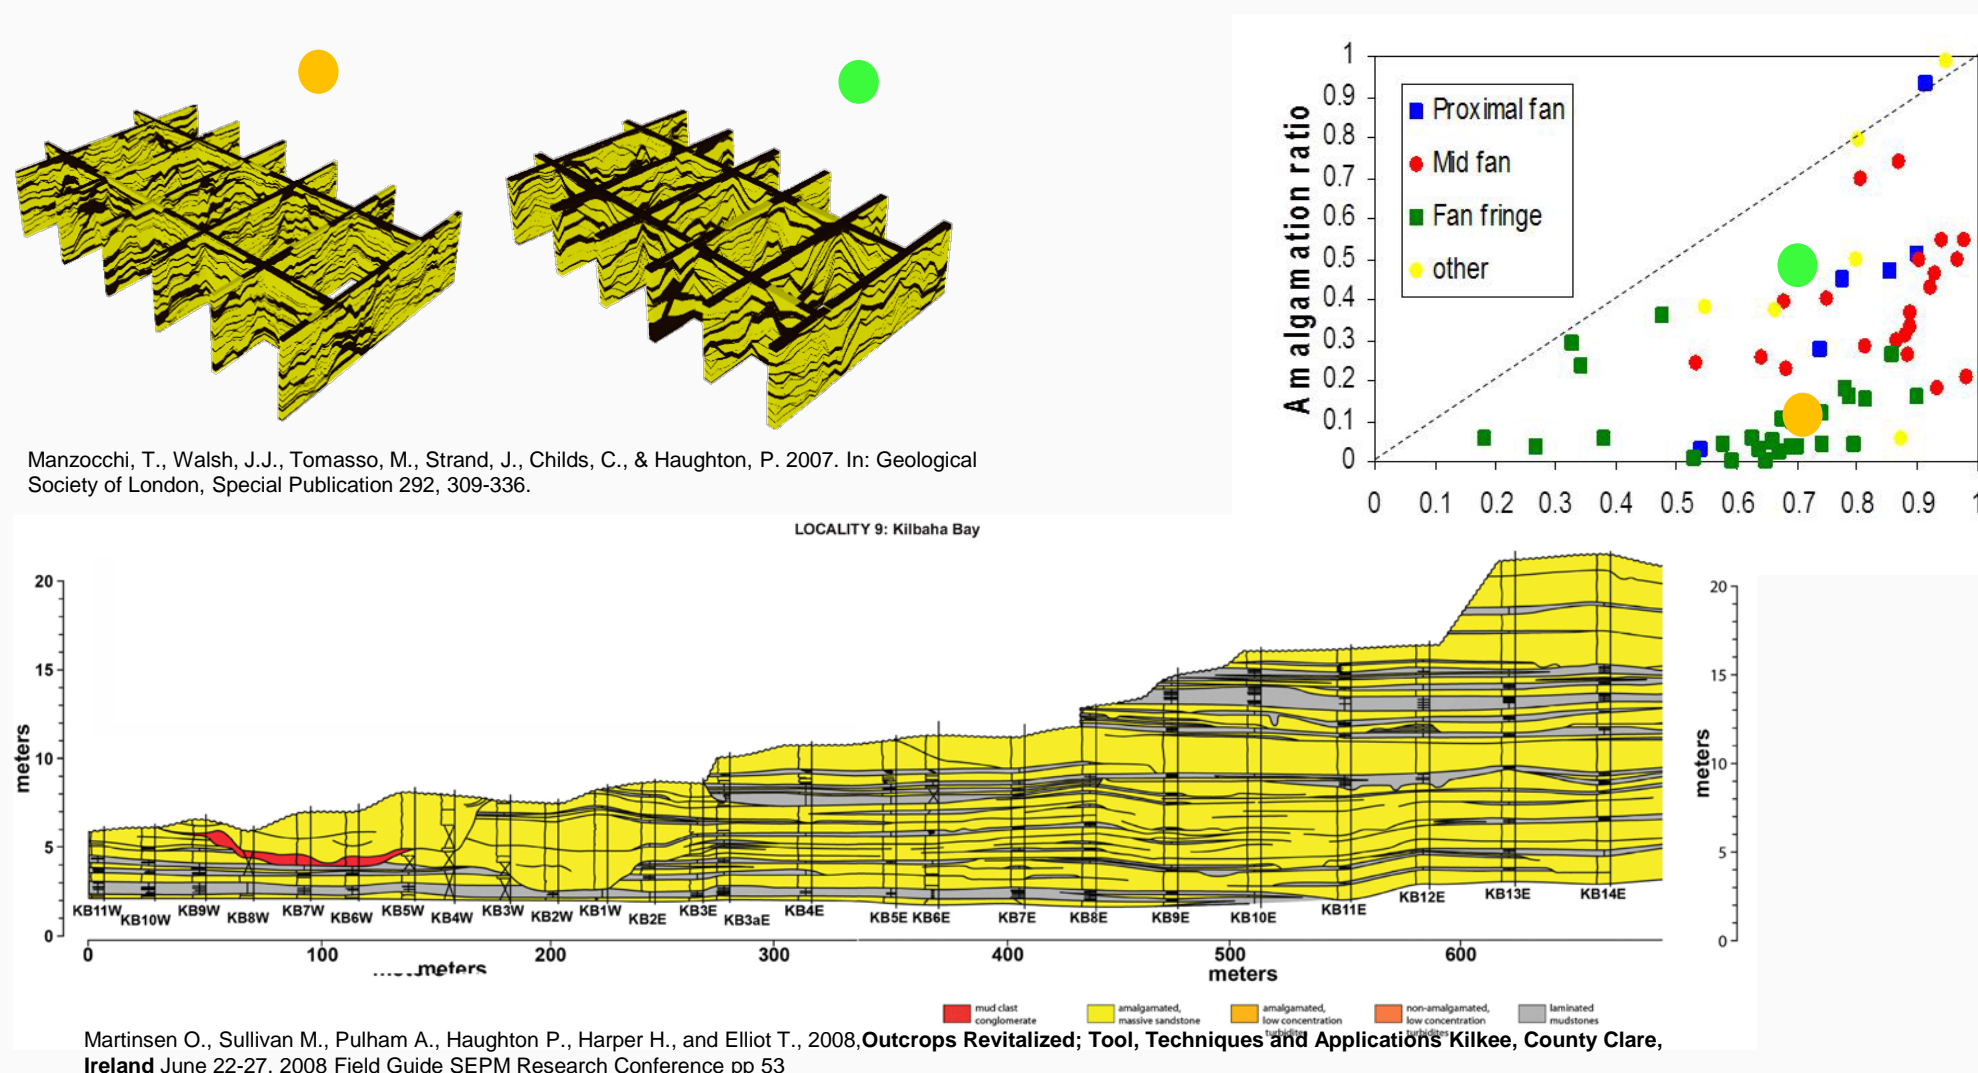 1
0.9
0.8
0.7
0.6
0.5
0.4
0.3
0.2
0.1
0
Amalgamation ratio
Proximal fan
Mid fan
Fan fringe
other
0 0.1 0.2 0.3 0.4 0.5 0.6 0.7 0.8 0.9 1
Manzocchi, T., Walsh, J.J., Tomasso, M., Strand, J., Childs, C., & Haughton, P. 2007. In: Geological
Society of London, Special Publication 292, 309-336.
LOCALITY 9: Kilbaha Bay
20
15
10
5
0
meters
20
15
10
5
0
meters
KB11W KB10W KB9W KB8W KB7W KB6W KB5W KB4W KB3W KB2W KB1W KB2E KB3E KB3aE KB4E KB5E KB6E KB7E KB8E KB9E KB10E KB11E KB12E KB13E KB14E
0 100 200 300 400 500 600
meters meters
mud clast
conglomerate
amalgamated,
massive sandstone
amalgamated,
low concentration
turbidites
non-amalgamated,
low concentration
turbidites
laminated
mudstones
Martinsen O., Sullivan M., Pulham A., Haughton P., Harper H., and Elliot T., 2008,Outcrops Revitalized; Tool, Techniques and Applications Kilkee, County Clare,
Ireland June 22-27, 2008 Field Guide SEPM Research Conference pp 53